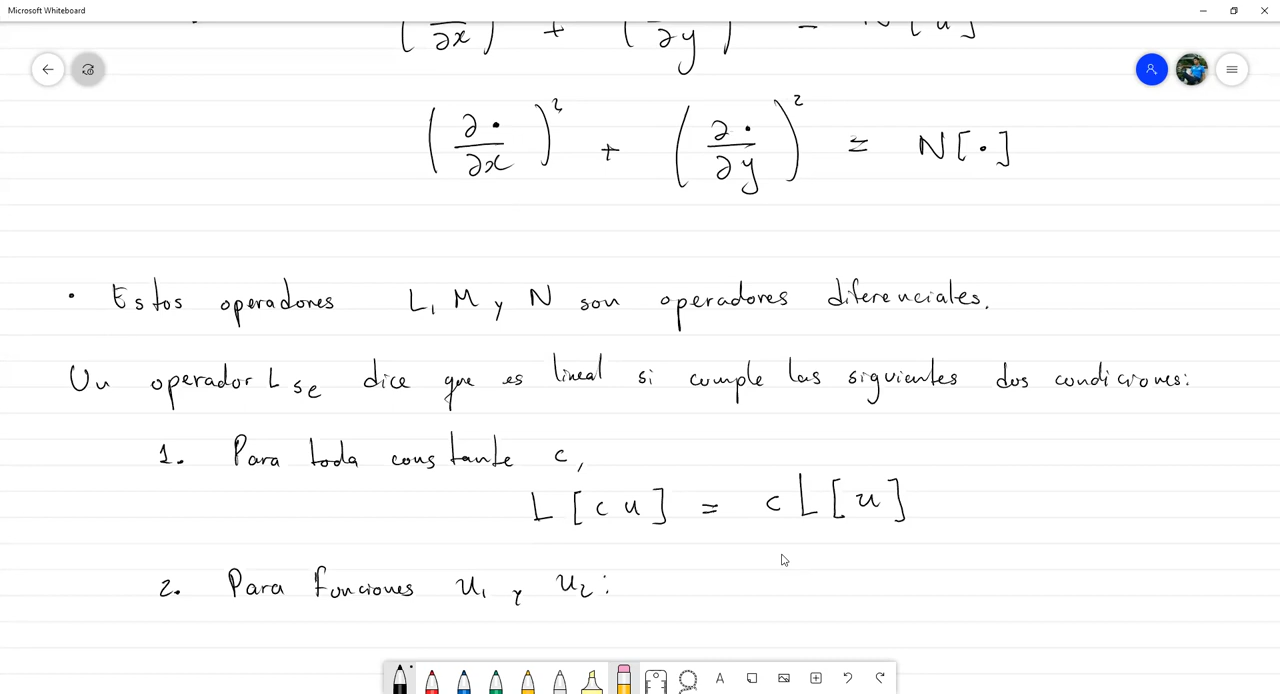 Microsoft Whiteboard
( ∂x ) + ( ∂y ) = N[u]
( ∂• / ∂x )² + ( ∂• / ∂y )² = N[•]
• Estos operadores L, M y N son operadores diferenciales.
Un operador L se dice que es lineal si cumple las siguientes dos condiciones:
1. Para toda constante c,
L[cu] = cL[u]
2. Para funciones u₁ y u₂:
A